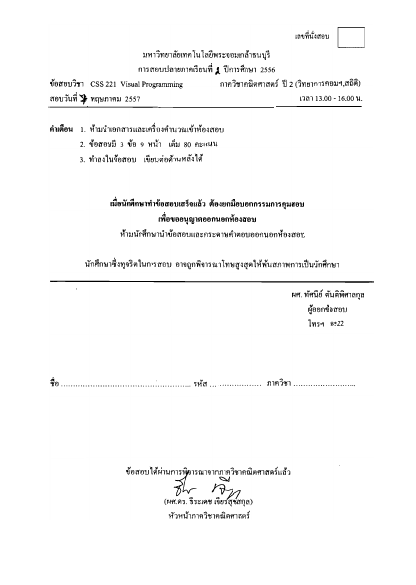 เลขที่นั่งสอบ
มหาวิทยาลัยเทคโนโลยีพระจอมเกล้าธนบุรี
การสอบปลายภาคเรียนที่ 2 ปีการศึกษา 2556
ข้อสอบวิชา CSS 221 Visual Programming ภาควิชาคณิตศาสตร์ ปี 2 (วิทยาการคอมฯ,สถิติ)
สอบวันที่ พฤษภาคม 2557 เวลา 13.00 - 16.00 น.
คำเตือน 1. ห้ามนำเอกสารและเครื่องคำนวณเข้าห้องสอบ
2. ข้อสอบมี 3 ข้อ 9 หน้า เต็ม 80 คะแนน
3. ทำลงในข้อสอบ เขียบต่อด้านหลังได้
เมื่อนักศึกษาทำข้อสอบเสร็จแล้ว ต้องยกมือบอกกรรมการคุมสอบ
เพื่อขออนุญาตออกนอกห้องสอบ
ห้ามนักศึกษานำข้อสอบและกระดาษคำตอบออกนอกห้องสอบ
นักศึกษาซึ่งทุจริตในการสอบ อาจถูกพิจารณาโทษสูงสุดให้พ้นสภาพการเป็นนักศึกษา
ผศ. ทัศนีย์ ตันติพิศาลกุล
ผู้ออกข้อสอบ
โทรฯ
ชื่อ ................................................ รหัส ... ................ ภาควิชา ........................
ข้อสอบได้ผ่านการพิจารณาจากภาควิชาคณิตศาสตร์แล้ว
(ผศ.ดร. ธีระเดช เจียรสุขสกุล)
หัวหน้าภาควิชาคณิตศาสตร์